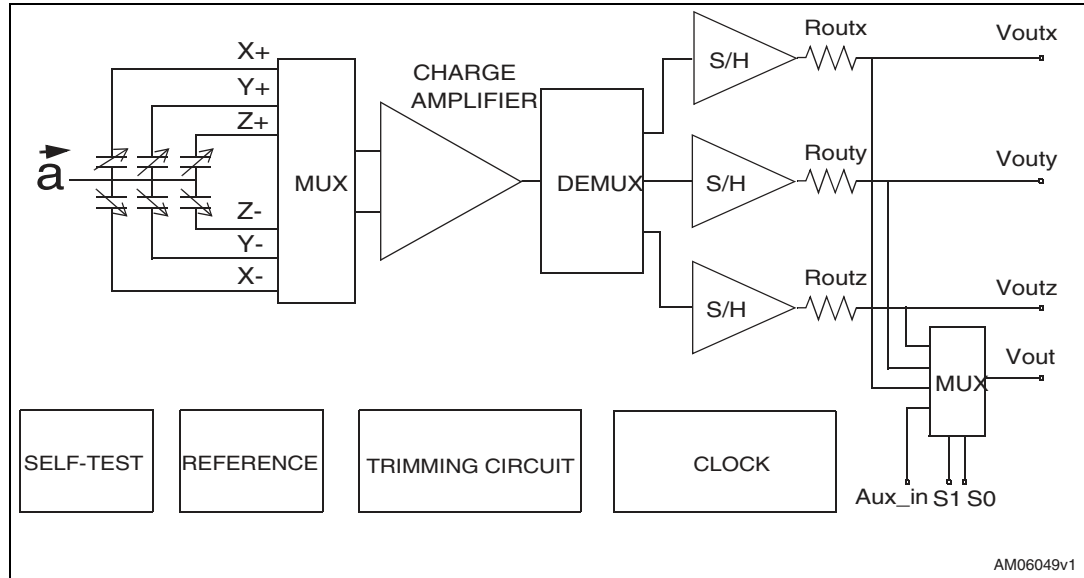 X+
Y+
Z+
a
Z-
Y-
X-
MUX
CHARGE
AMPLIFIER
DEMUX
S/H
Routx
Voutx
S/H
Routy
Vouty
S/H
Routz
Voutz
Vout
MUX
Aux_in S1 S0
SELF-TEST
REFERENCE
TRIMMING CIRCUIT
CLOCK
AM06049v1